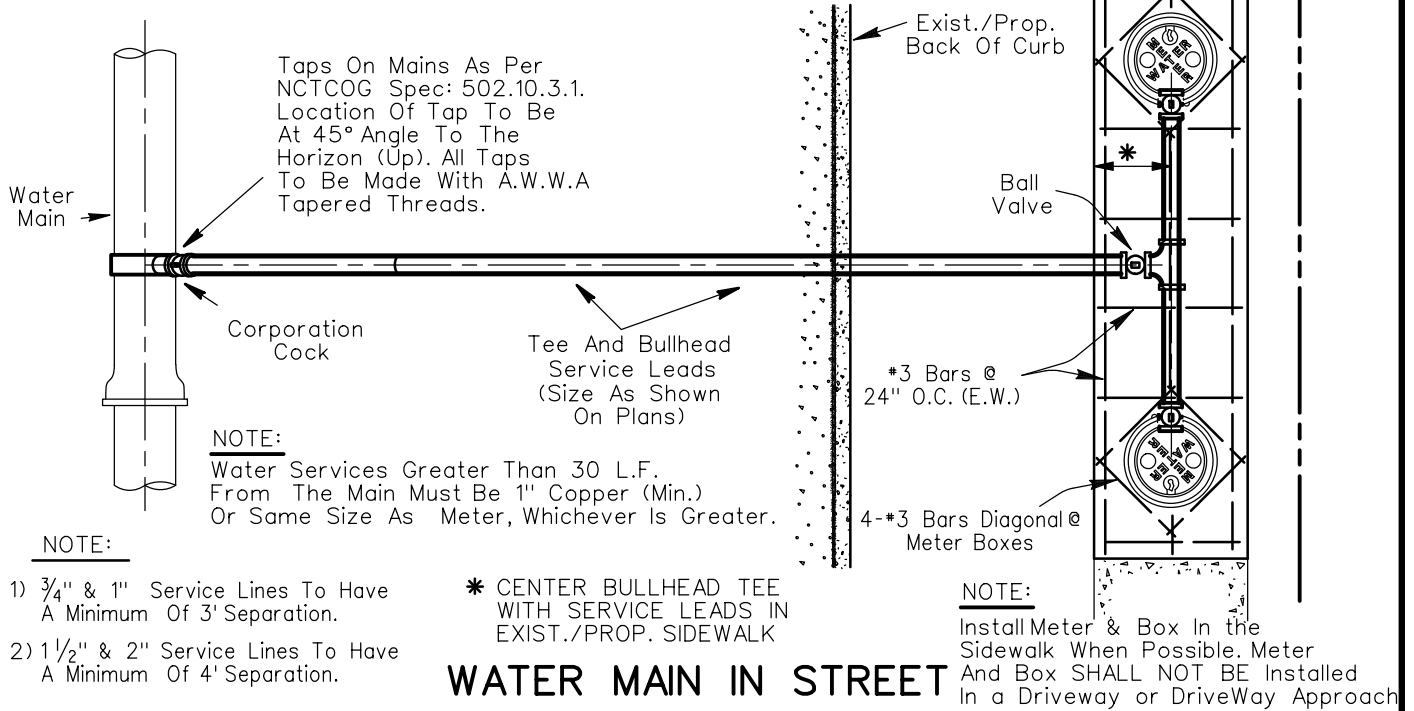 Exist./Prop.
Back Of Curb
WATER
METER
Taps On Mains As Per
NCTCOG Spec: 502.10.3.1.
Location Of Tap To Be
At 45° Angle To The
Horizon (Up). All Taps
To Be Made With A.W.W.A
Tapered Threads.
Water
Main
*
Ball
Valve
Corporation
Cock
Tee And Bullhead
Service Leads
(Size As Shown
On Plans)
#3 Bars @
24" O.C. (E.W.)
WATER
METER
NOTE:
Water Services Greater Than 30 L.F.
From The Main Must Be 1" Copper (Min.)
Or Same Size As Meter, Whichever Is Greater.
4-#3 Bars Diagonal @
Meter Boxes
NOTE:
1) 3/4" & 1" Service Lines To Have
A Minimum Of 3' Separation.
2) 1 1/2" & 2" Service Lines To Have
A Minimum Of 4' Separation.
* CENTER BULLHEAD TEE
WITH SERVICE LEADS IN
EXIST./PROP. SIDEWALK
NOTE:
Install Meter & Box In the
Sidewalk When Possible. Meter
And Box SHALL NOT BE Installed
In a Driveway or DriveWay Approach
WATER MAIN IN STREET